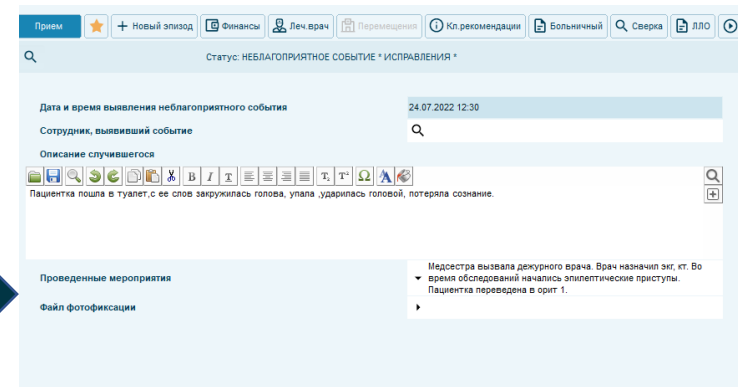 Прием + Новый эпизод Финансы Леч.врач Перемещения Кл.рекомендации Больничный Сверка ЛЛО
Статус: НЕБЛАГОПРИЯТНОЕ СОБЫТИЕ * ИСПРАВЛЕНИЯ *
Дата и время выявления неблагоприятного события 24.07.2022 12:30
Сотрудник, выявивший событие
Описание случившегося
B I T T₁ T² Ω A
Пациентка пошла в туалет,с ее слов закружилась голова, упала ,ударилась головой, потеряла сознание.
Медсестра вызвала дежурного врача. Врач назначил экг, кт. Во
Проведенные мероприятия время обследований начались эпилептические приступы.
Пациентка переведена в орит 1.
Файл фотофиксации